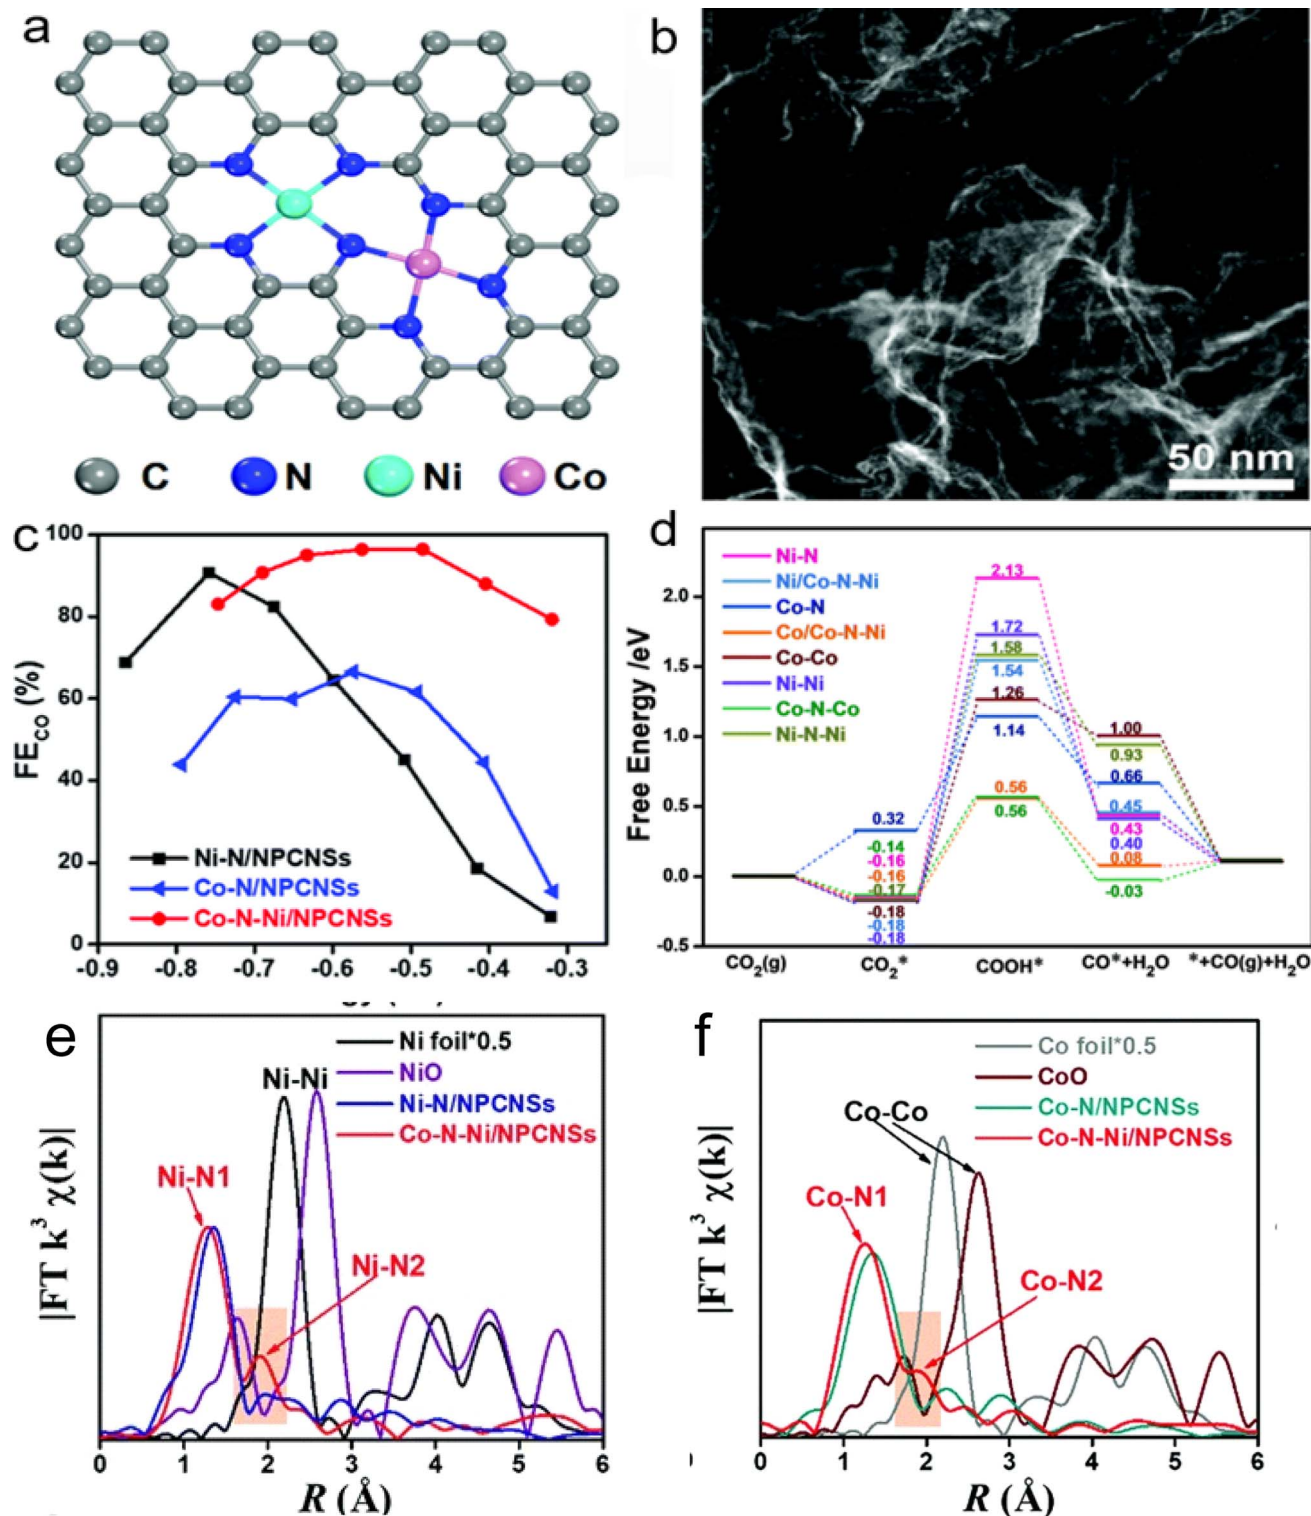 a
C N Ni Co
b
50 nm
c
FE_CO (%)
100
80
60
40
20
0
Ni-N/NPCNSs
Co-N/NPCNSs
Co-N-Ni/NPCNSs
-0.9 -0.8 -0.7 -0.6 -0.5 -0.4 -0.3
d
Free Energy /eV
2.0
1.5
1.0
0.5
0.0
-0.5
Ni-N
Ni/Co-N-Ni
Co-N
Co/Co-N-Ni
Co-Co
Ni-Ni
Co-N-Co
Ni-N-Ni
0.32
-0.14
-0.16
-0.16
-0.17
-0.18
-0.18
-0.18
2.13
1.72
1.58
1.54
1.26
1.14
0.56
0.56
1.00
0.93
0.66
0.45
0.43
0.40
0.08
-0.03
CO₂(g) CO₂* COOH* CO*+H₂O *+CO(g)+H₂O
e
|FT k³ χ(k)|
Ni foil*0.5
NiO
Ni-N/NPCNSs
Co-N-Ni/NPCNSs
Ni-Ni
Ni-N1
Ni-N2
0 1 2 3 4 5 6
R (Å)
f
|FT k³ χ(k)|
Co foil*0.5
CoO
Co-N/NPCNSs
Co-N-Ni/NPCNSs
Co-Co
Co-N1
Co-N2
0 1 2 3 4 5 6
R (Å)